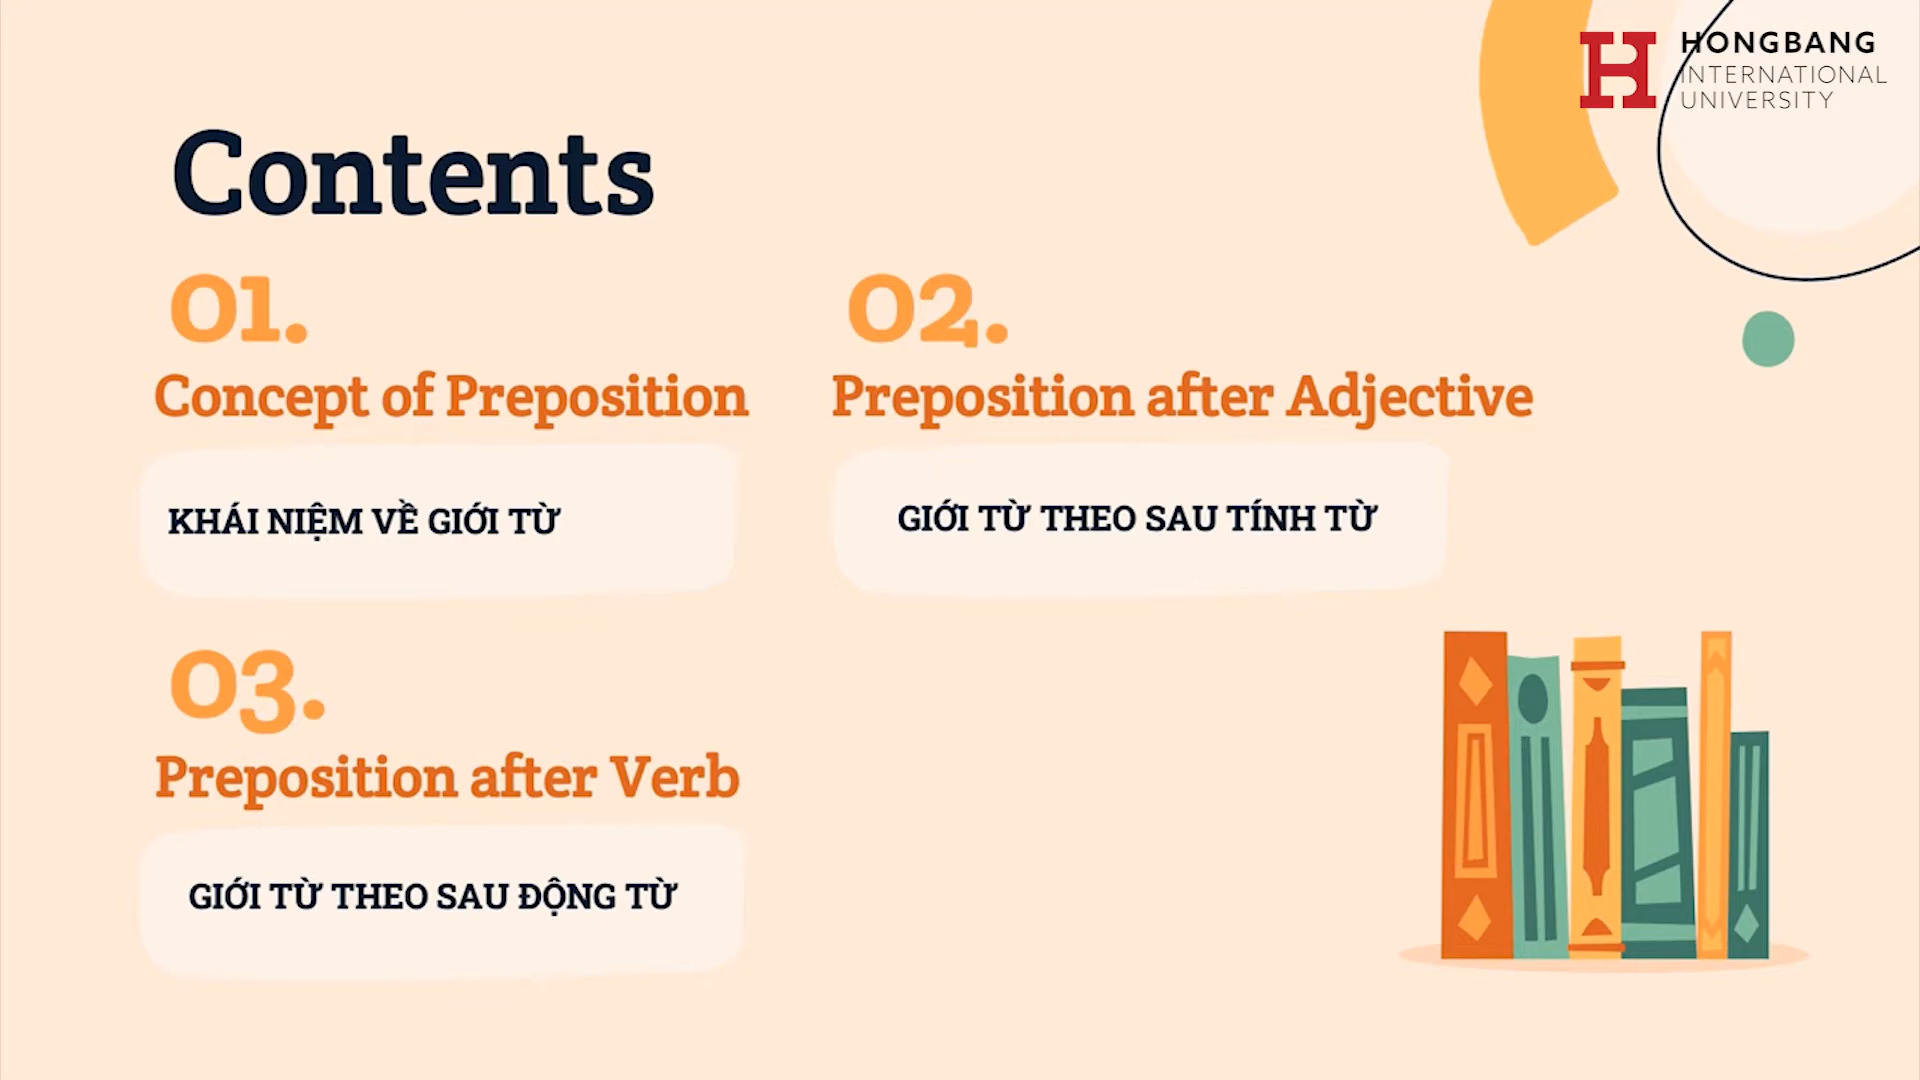 HONGBANG
INTERNATIONAL
UNIVERSITY
Contents
01.
Concept of Preposition
KHÁI NIỆM VỀ GIỚI TỪ
02.
Preposition after Adjective
GIỚI TỪ THEO SAU TÍNH TỪ
03.
Preposition after Verb
GIỚI TỪ THEO SAU ĐỘNG TỪ